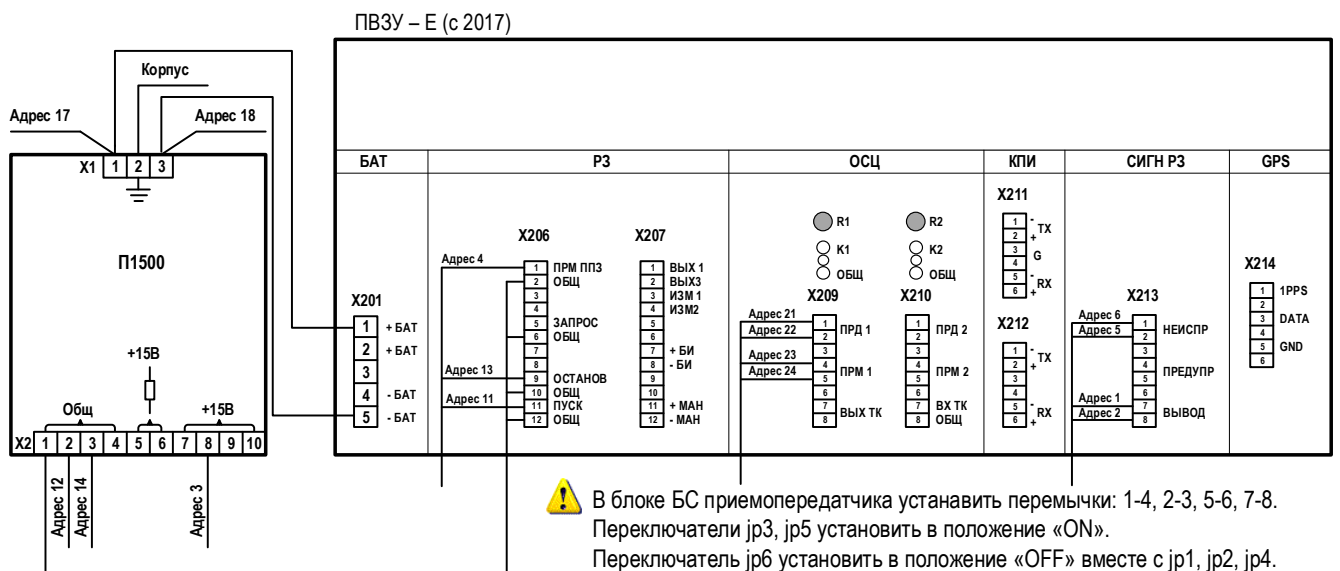 ПВЗУ – Е (с 2017)
Корпус
Адрес 17
Адрес 18
X1 1 2 3
П1500
+15В
Общ
+15В
X2 1 2 3 4 5 6 7 8 9 10
Адрес 12
Адрес 14
Адрес 3
БАТ
РЗ
ОСЦ
КПИ
СИГН РЗ
GPS
X201
1 + БАТ
2 + БАТ
3
4 - БАТ
5 - БАТ
Адрес 4
Адрес 13
Адрес 11
X206
1 ПРМ ППЗ
2 ОБЩ
3
4
5 ЗАПРОС
6 ОБЩ
7
8
9 ОСТАНОВ
10 ОБЩ
11 ПУСК
12 ОБЩ
X207
1 ВЫХ 1
2 ВЫХ3
3 ИЗМ 1
4 ИЗМ2
5
6
7 + БИ
8 - БИ
9
10
11 + МАН
12 - МАН
R1
K1
ОБЩ
R2
K2
ОБЩ
Адрес 21
Адрес 22
Адрес 23
Адрес 24
X209
1
2
ПРД 1
3
4
5
ПРМ 1
6
7
8
ВЫХ ТК
X210
1
2
ПРД 2
3
4
5
ПРМ 2
6
7 ВХ ТК
8 ОБЩ
X211
1 -
2 +
TX
3
4
G
5 -
6 +
RX
X212
1 -
2 +
TX
3
4
5 -
6 +
RX
Адрес 6
Адрес 5
Адрес 1
Адрес 2
X213
1
2
НЕИСПР
3
4
5
ПРЕДУПР
6
7
8
ВЫВОД
X214
1 1PPS
2
3 DATA
4
5 GND
6
В блоке БС приемопередатчика устанавить перемычки: 1-4, 2-3, 5-6, 7-8.
Переключатели jp3, jp5 установить в положение «ON».
Переключатель jp6 установить в положение «OFF» вместе с jp1, jp2, jp4.